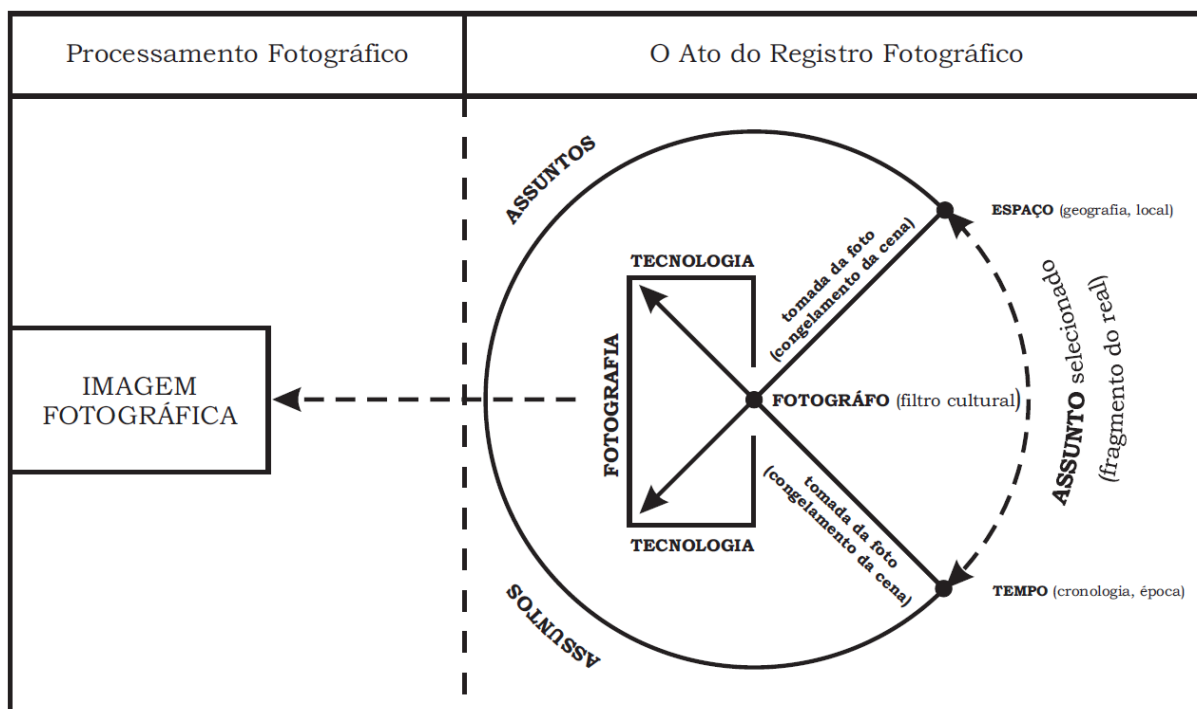 Processamento Fotográfico
O Ato do Registro Fotográfico
ASSUNTOS
ESPAÇO (geografia, local)
tomada da foto
(congelamento da cena)
TECNOLOGIA
FOTOGRAFIA
IMAGEM
FOTOGRÁFICA
FOTOGRÁFO (filtro cultural)
ASSUNTO selecionado
(fragmento do real)
tomada da foto
(congelamento da cena)
TECNOLOGIA
TEMPO (cronologia, época)
ASSUNTOS